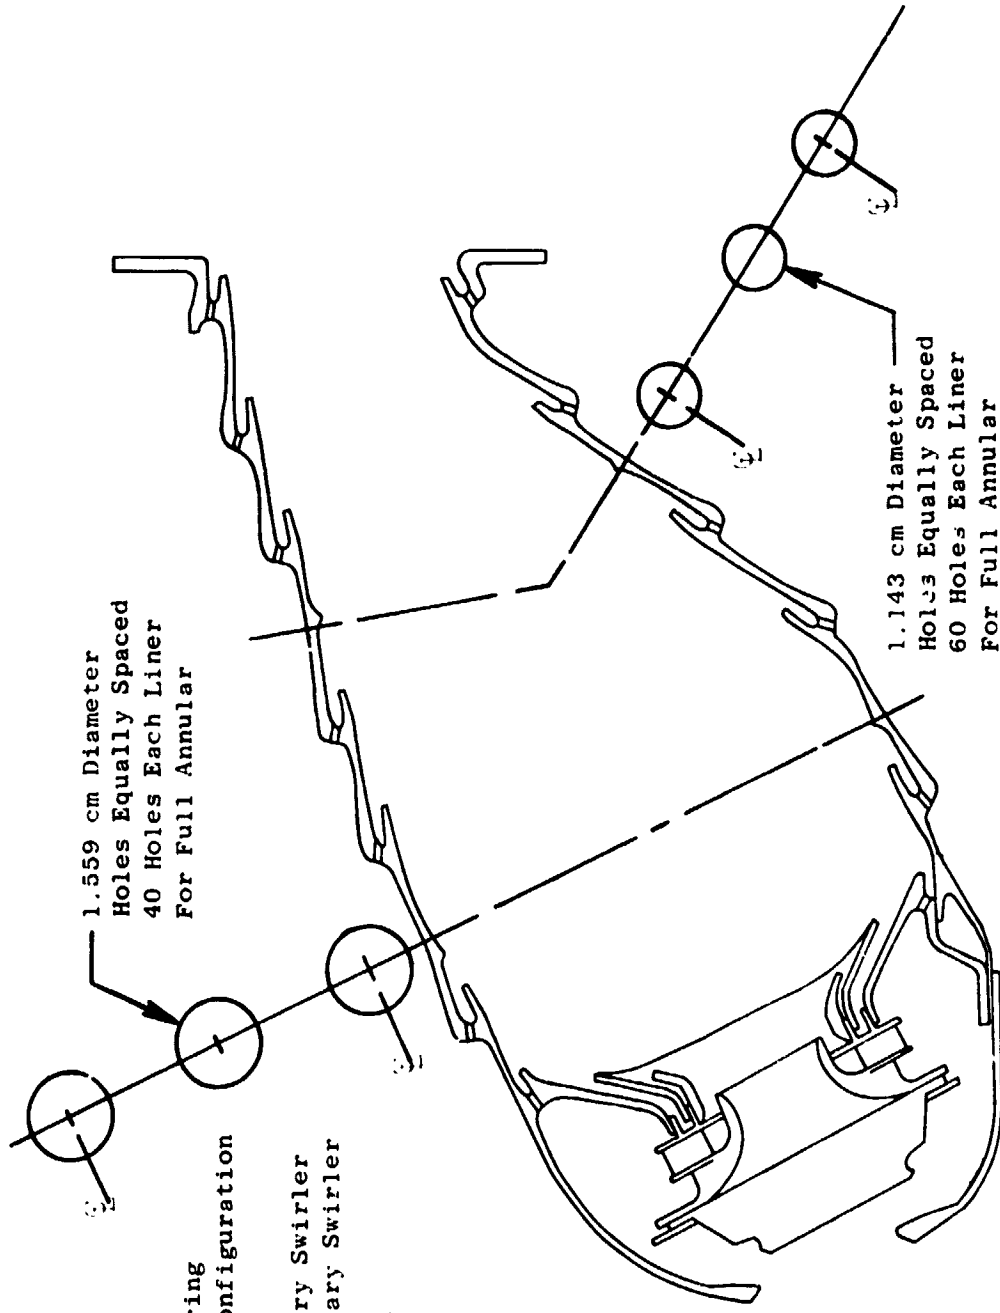 1.559 cm Diameter
Holes Equally Spaced
40 Holes Each Liner
For Full Annular
ring
onfiguration
ry Swirler
ary Swirler
1.143 cm Diameter
Holes Equally Spaced
60 Holes Each Liner
For Full Annular